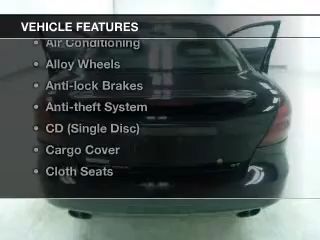 VEHICLE FEATURES
• Air Conditioning
• Alloy Wheels
• Anti-lock Brakes
• Anti-theft System
• CD (Single Disc)
• Cargo Cover
• Cloth Seats